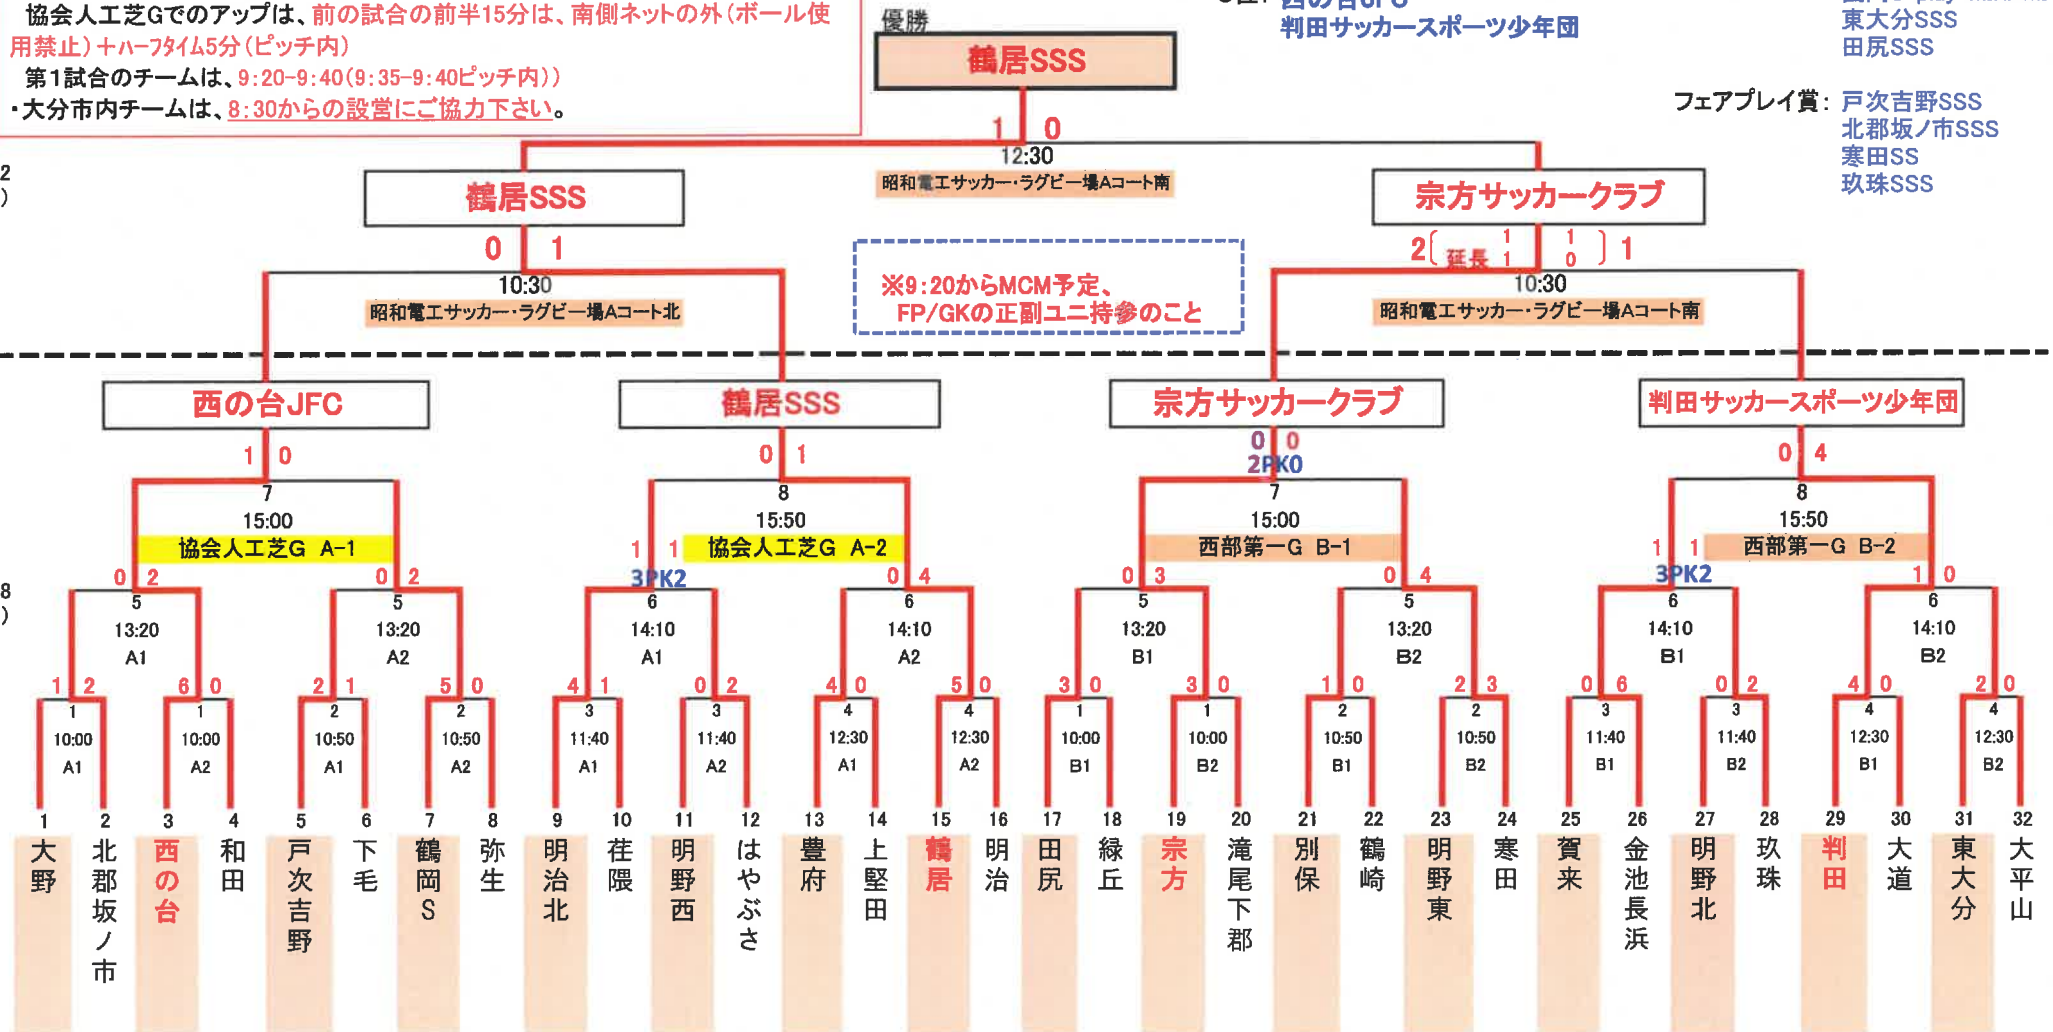 協会人工芝Gでのアップは、前の試合の前半15分は、南側ネットの外(ボール使
用禁止)+ハーフタイム5分(ピッチ内)
第1試合のチームは、9:20-9:40(9:35-9:40ピッチ内))
・大分市内チームは、8:30からの設営にご協力下さい。
優勝
鶴居SSS
判田サッカースポーツ少年団
東大分SSS
田尻SSS
フェアプレイ賞: 戸次吉野SSS
北郡坂ノ市SSS
寒田SS
玖珠SSS
2
)
1 0
12:30
昭和電工サッカー・ラグビー場Aコート南
鶴居SSS
宗方サッカークラブ
0 1
10:30
昭和電工サッカー・ラグビー場Aコート北
※9:20からMCM予定、
FP/GKの正副ユニ持参のこと
2( 1 1 )1
延長 1 0
10:30
昭和電工サッカー・ラグビー場Aコート南
西の台JFC
鶴居SSS
宗方サッカークラブ
判田サッカースポーツ少年団
1 0
0 1
0 0
2PK0
0 4
7
8
7
8
15:00
15:50
15:00
15:50
協会人工芝G A-1
協会人工芝G A-2
西部第一G B-1
西部第一G B-2
8
)
0 2
0 2
1 1
3PK2
0 4
0 3
0 4
1 1
3PK2
1 0
5 5 6 6 5 5 6 6
13:20 13:20 14:10 14:10 13:20 13:20 14:10 14:10
A1 A2 A1 A2 B1 B2 B1 B2
1 2 6 0 2 1 5 0 4 1 0 2 4 0 5 0 3 0 3 0 1 0 2 3 0 6 0 2 4 0 2 0
1 1 2 2 3 3 4 4 1 1 2 2 3 3 4 4
10:00 10:00 10:50 10:50 11:40 11:40 12:30 12:30 10:00 10:00 10:50 10:50 11:40 11:40 12:30 12:30
A1 A2 A1 A2 A1 A2 A1 A2 B1 B2 B1 B2 B1 B2 B1 B2
1 2 3 4 5 6 7 8 9 10 11 12 13 14 15 16 17 18 19 20 21 22 23 24 25 26 27 28 29 30 31 32
大野
北郡坂ノ市
西の台
和田
戸次吉野
下毛
鶴岡S
弥生
明治北
荏隈
明野西
はやぶさ
豊府
上堅田
鶴居
明治
田尻
緑丘
宗方
滝尾下郡
別保
鶴崎
明野東
寒田
賀来
金池長浜
明野北
玖珠
判田
大道
東大分
大平山